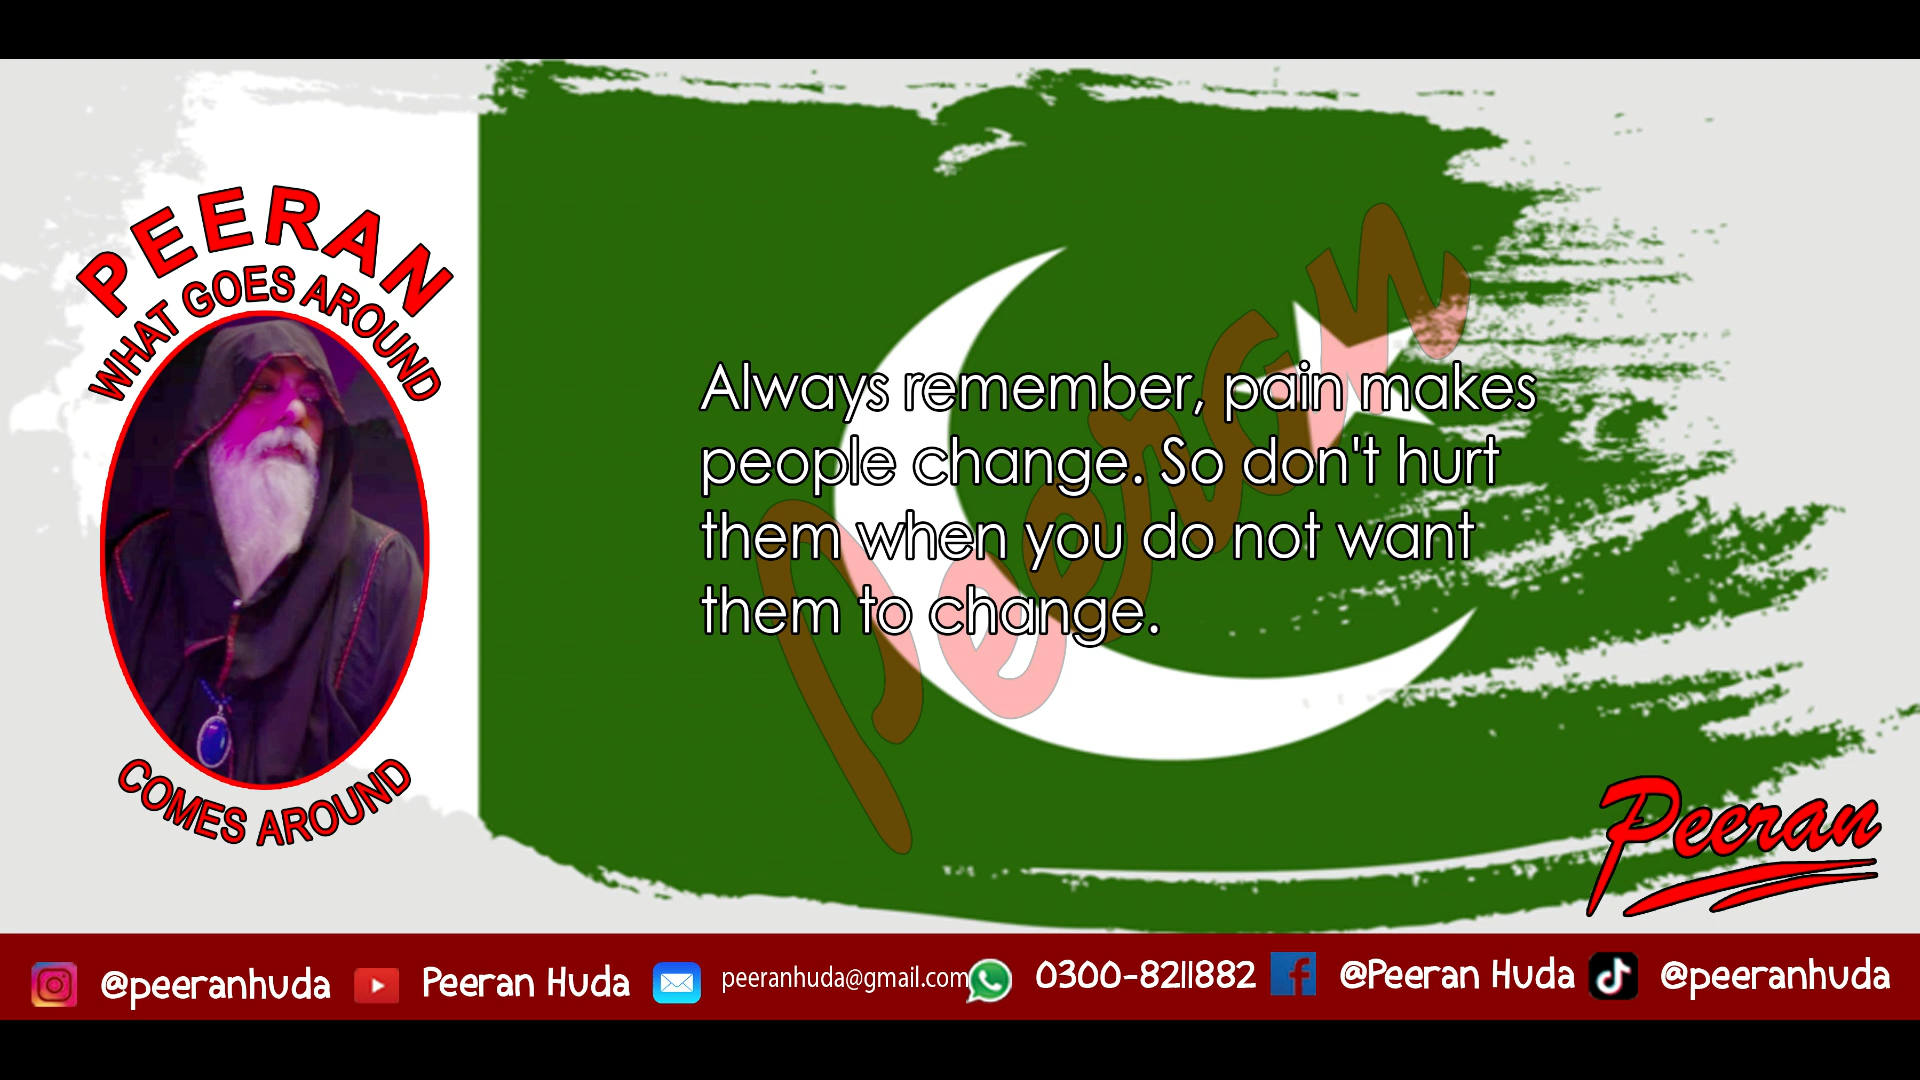 PEERAN
WHAT GOES AROUND
COMES AROUND
Always remember, pain makes
people change. So don't hurt
them when you do not want
them to change.
Peeran
Peeran
@peeranhuda
Peeran Huda
peeranhuda@gmail.com
0300-8211882
@Peeran Huda
@peeranhuda